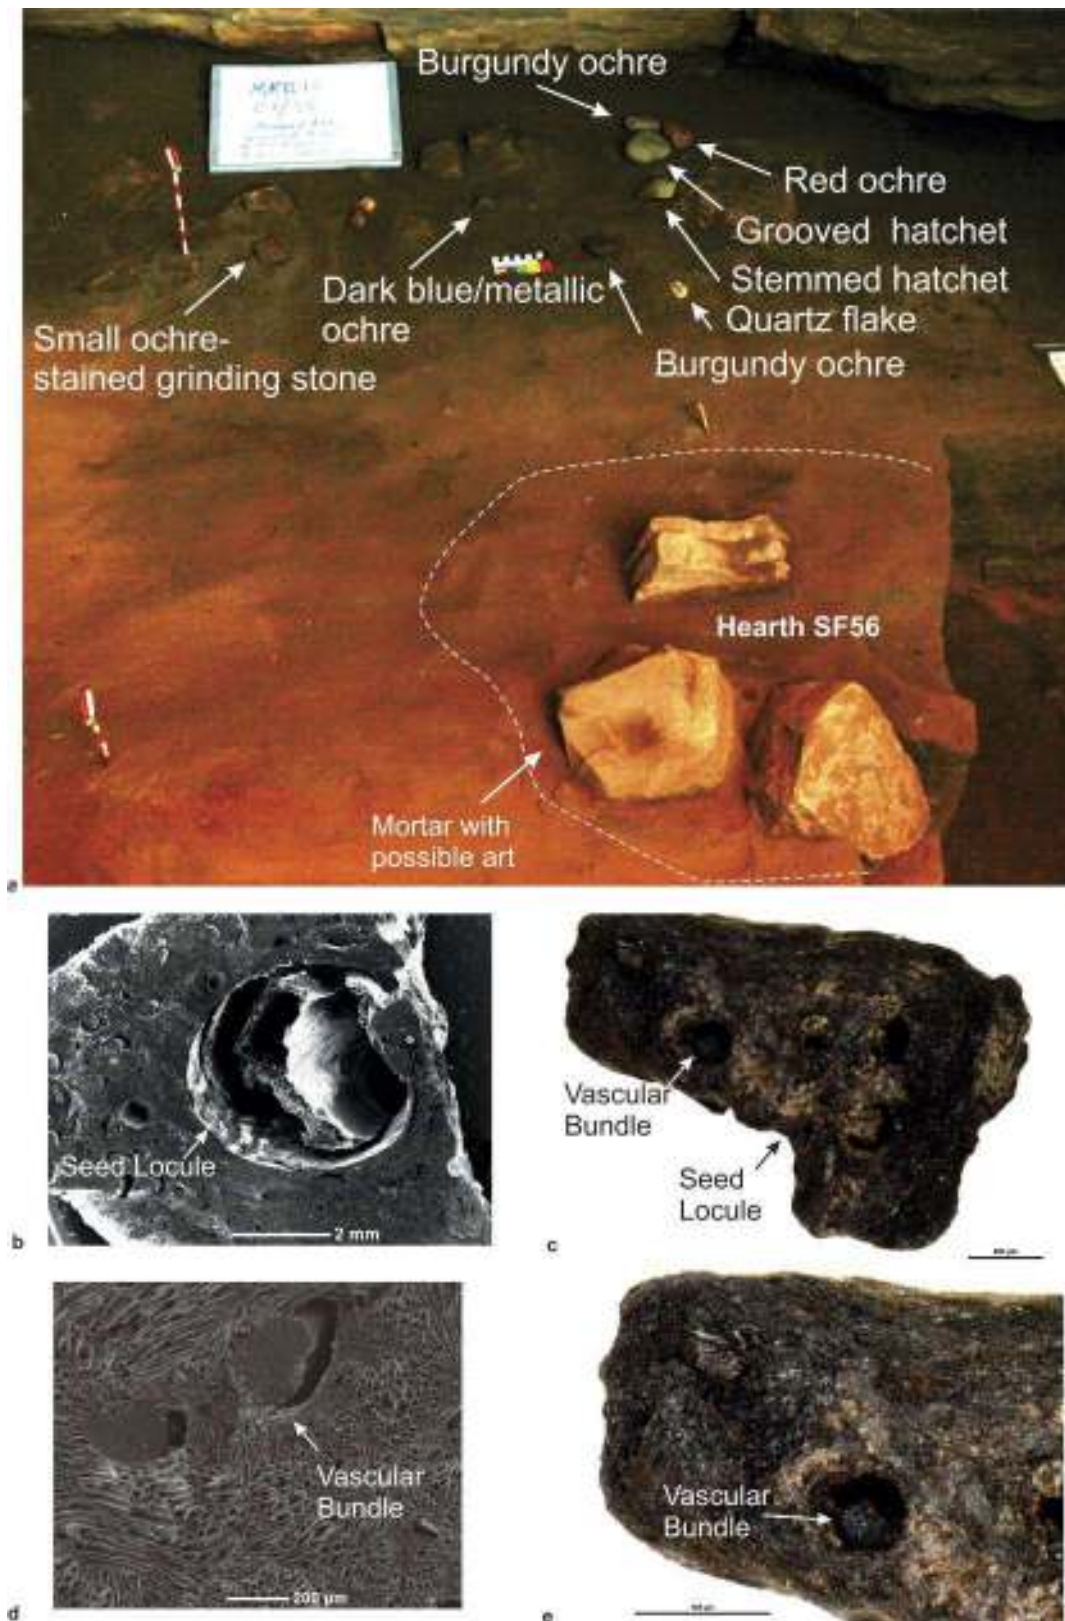 Burgundy ochre
Red ochre
Grooved hatchet
Stemmed hatchet
Dark blue/metallic
ochre
Quartz flake
Small ochre-
stained grinding stone
Burgundy ochre
Hearth SF56
Mortar with
possible art
a
Vascular
Bundle
Seed Locule
Seed
Locule
2 mm
b
c
Vascular
Bundle
Vascular
Bundle
200 µm
d
e